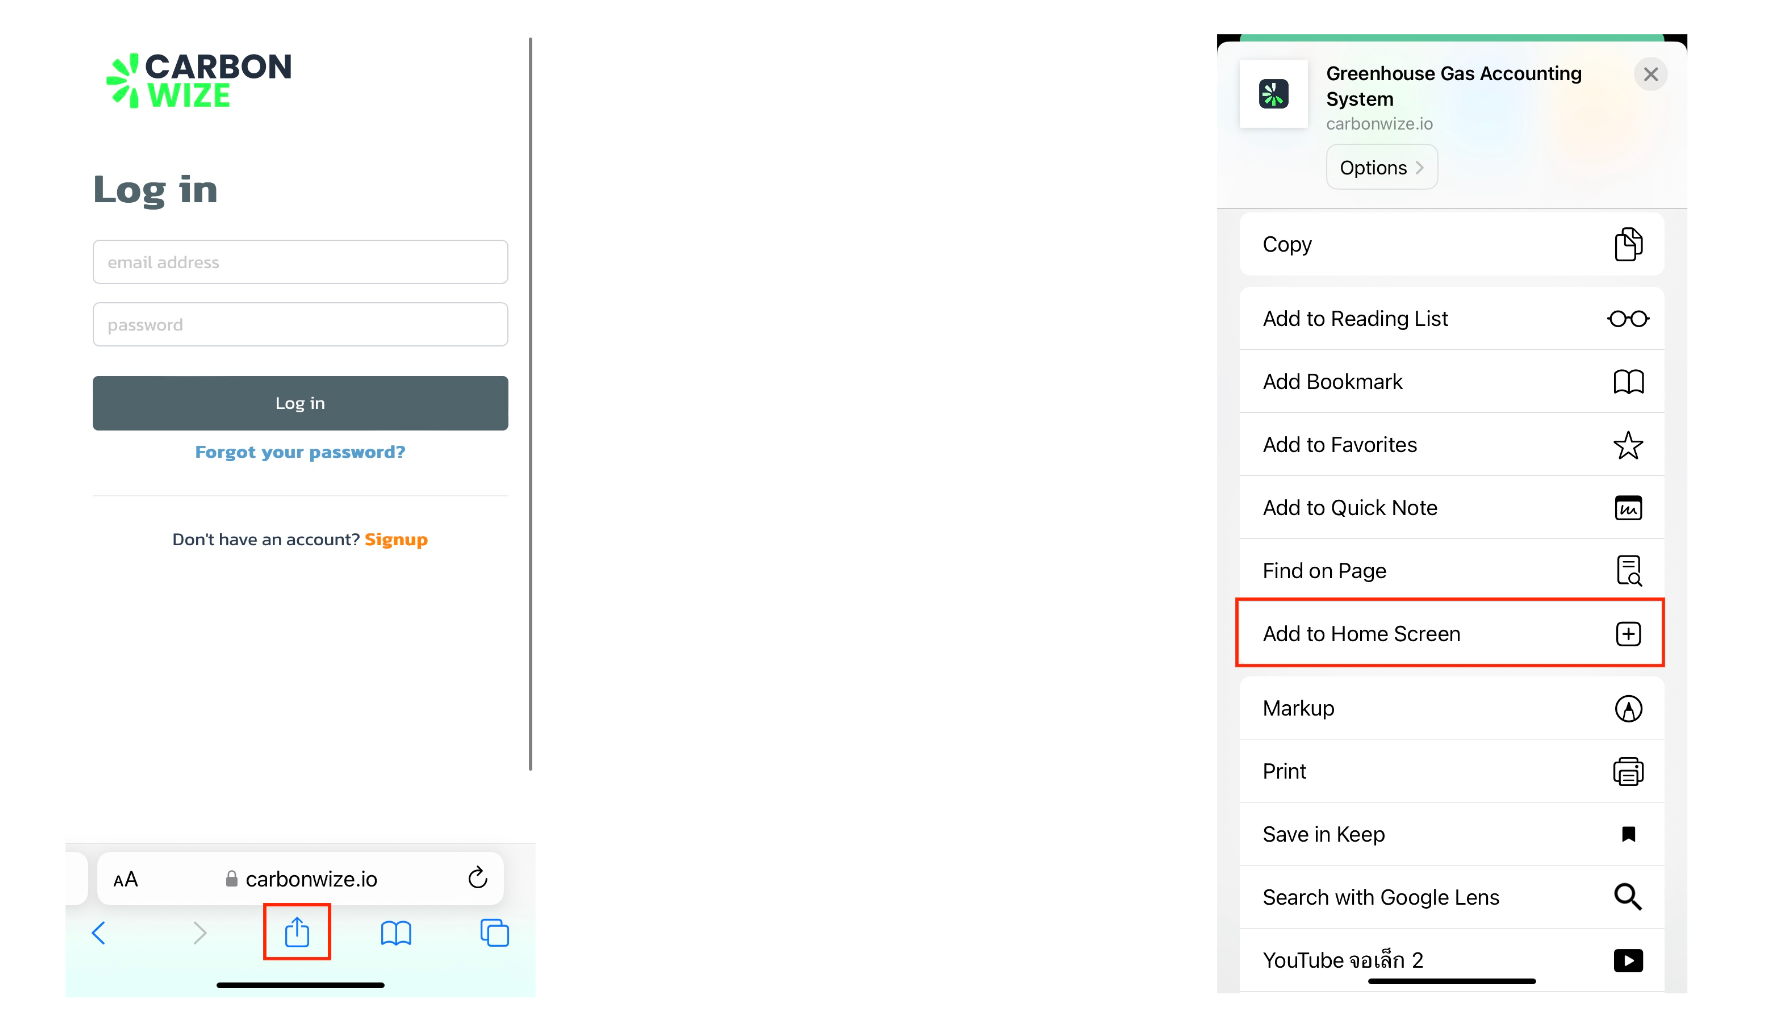 CARBON
WIZE
Log in
email address
password
Log in
Forgot your password?
Don't have an account? Signup
AA
carbonwize.io
Greenhouse Gas Accounting
System
carbonwize.io
Options
Copy
Add to Reading List
Add Bookmark
Add to Favorites
Add to Quick Note
Find on Page
Add to Home Screen
Markup
Print
Save in Keep
Search with Google Lens
YouTube จอเล็ก 2